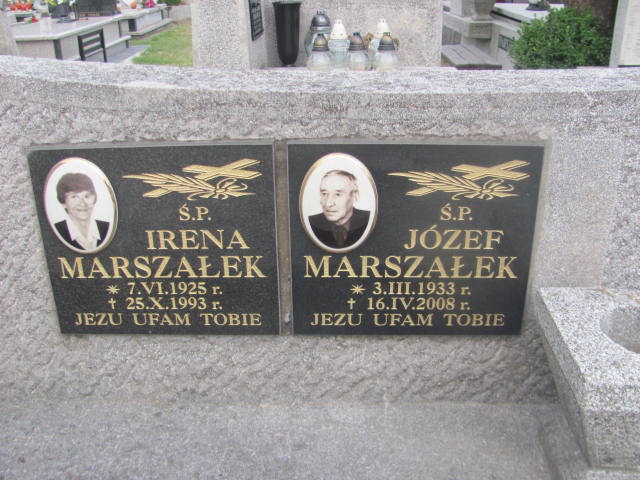 Ś.P.
IRENA
MARSZAŁEK
* 7.VI.1925 r.
† 25.X.1993 r.
JEZU UFAM TOBIE
Ś.P.
JÓZEF
MARSZAŁEK
* 3.III.1933 r.
† 16.IV.2008 r.
JEZU UFAM TOBIE